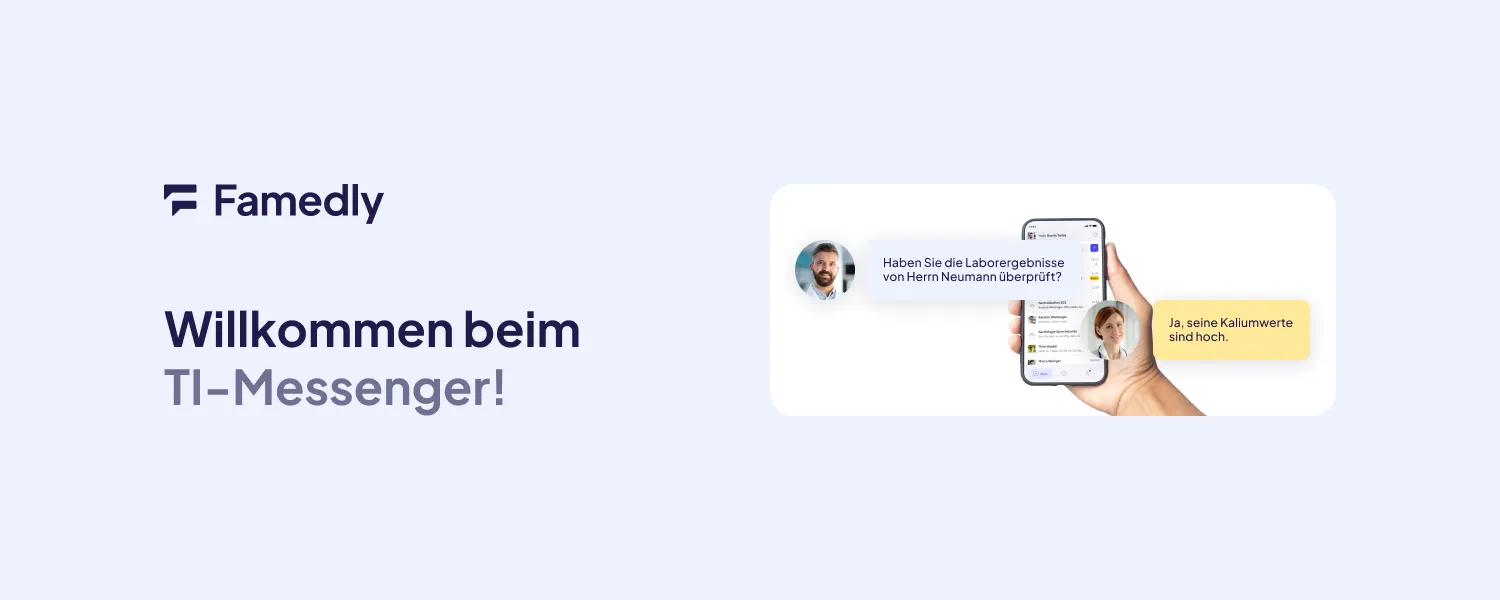 Famedly
Willkommen beim
TI-Messenger!
Haben Sie die Laborergebnisse
von Herrn Neumann überprüft?
Ja, seine Kaliumwerte
sind hoch.